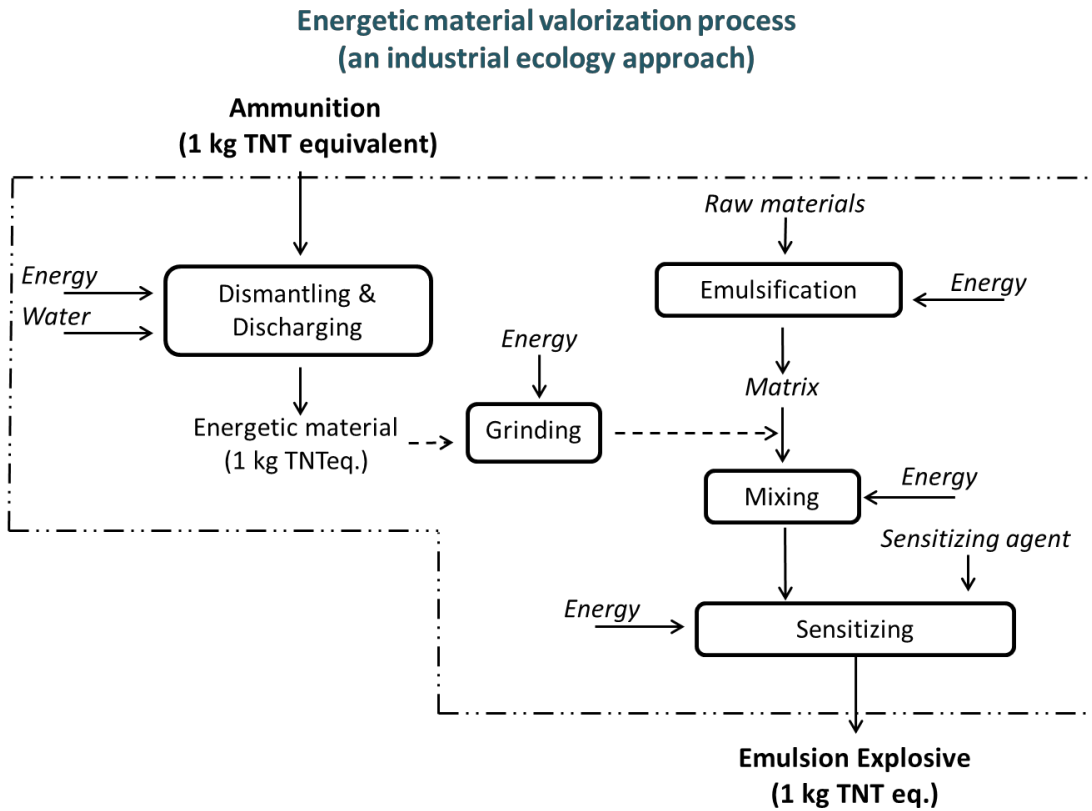 Energetic material valorization process
(an industrial ecology approach)
Ammunition
(1 kg TNT equivalent)
Raw materials
Energy
Water
Dismantling &
Discharging
Emulsification
Energy
Energy
Matrix
Energetic material
(1 kg TNTeq.)
Grinding
Mixing
Energy
Sensitizing agent
Energy
Sensitizing
Emulsion Explosive
(1 kg TNT eq.)